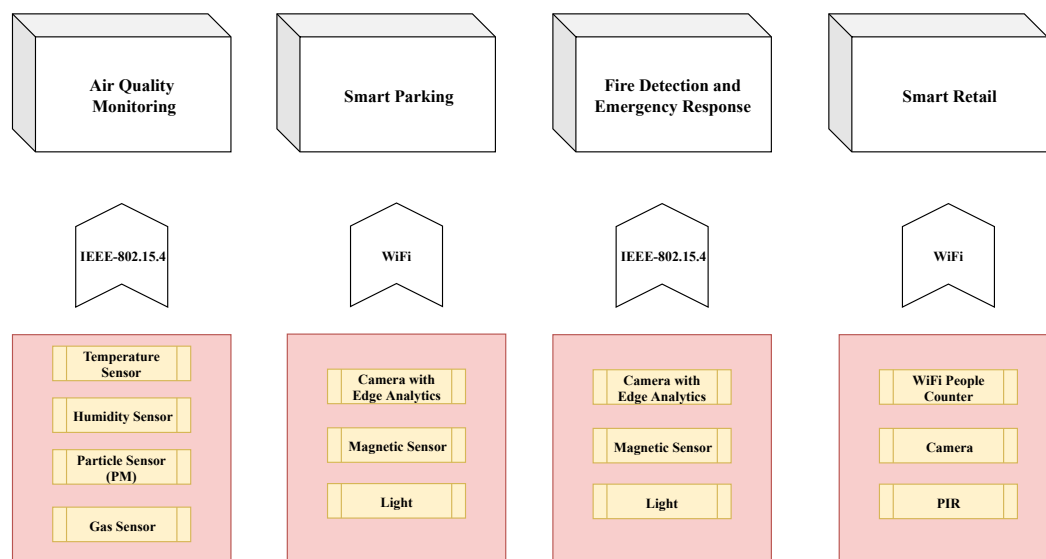 Air Quality
Monitoring
Smart Parking
Fire Detection and
Emergency Response
Smart Retail
IEEE-802.15.4
WiFi
IEEE-802.15.4
WiFi
Temperature
Sensor
Humidity Sensor
Particle Sensor
(PM)
Gas Sensor
Camera with
Edge Analytics
Magnetic Sensor
Light
Camera with
Edge Analytics
Magnetic Sensor
Light
WiFi People
Counter
Camera
PIR